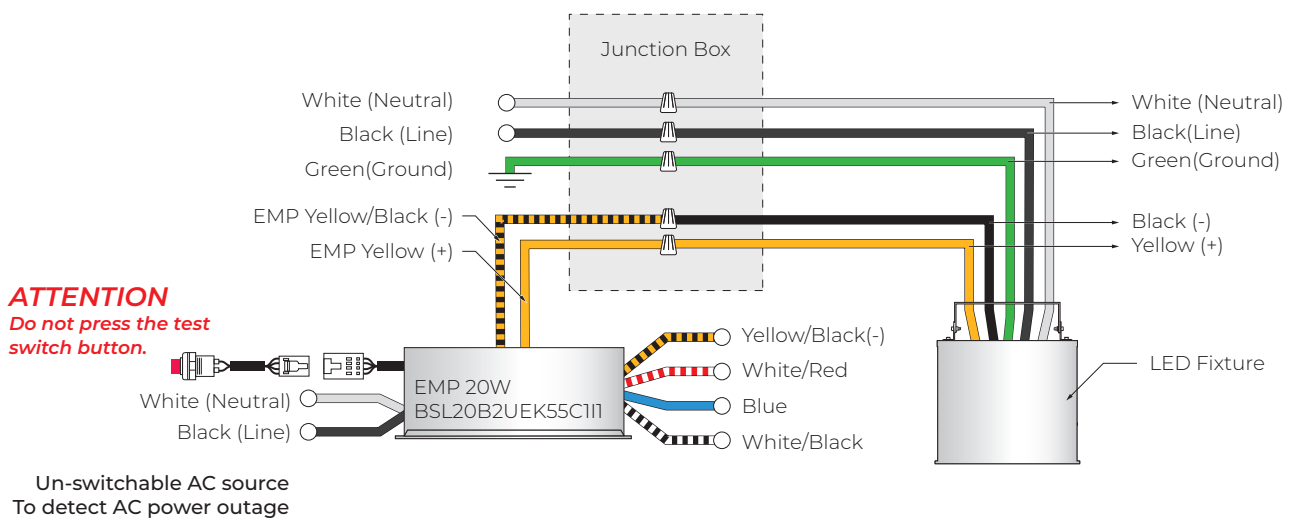 Junction Box
White (Neutral)
Black (Line)
Green(Ground)
EMP Yellow/Black (-)
EMP Yellow (+)
White (Neutral)
Black(Line)
Green(Ground)
Black (-)
Yellow (+)
ATTENTION
Do not press the test
switch button.
White (Neutral)
Black (Line)
EMP 20W
BSL20B2UEK55C1I1
Yellow/Black(-)
White/Red
Blue
White/Black
LED Fixture
Un-switchable AC source
To detect AC power outage